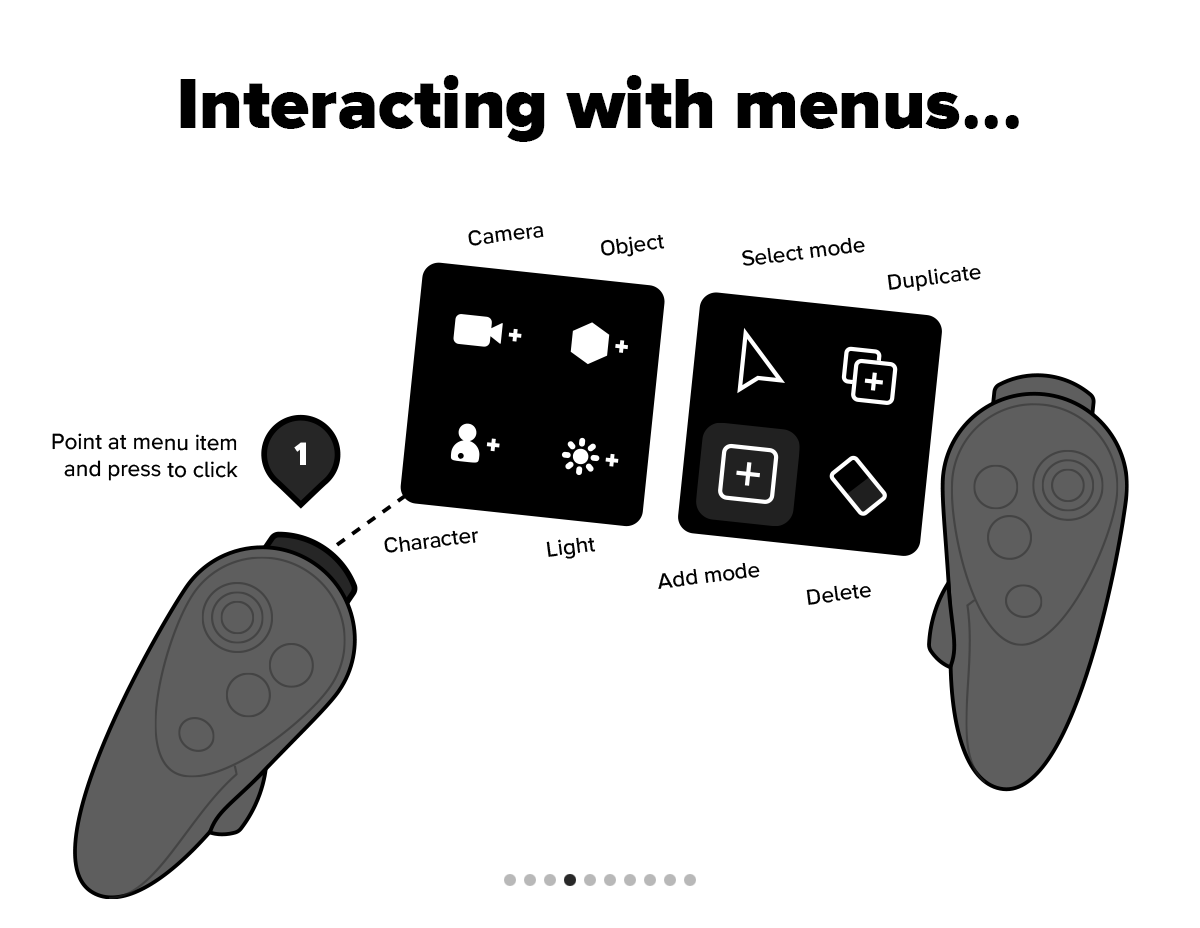 Interacting with menus...
Camera
Object
Select mode
Duplicate
Point at menu item
and press to click
1
Character
Light
Add mode
Delete